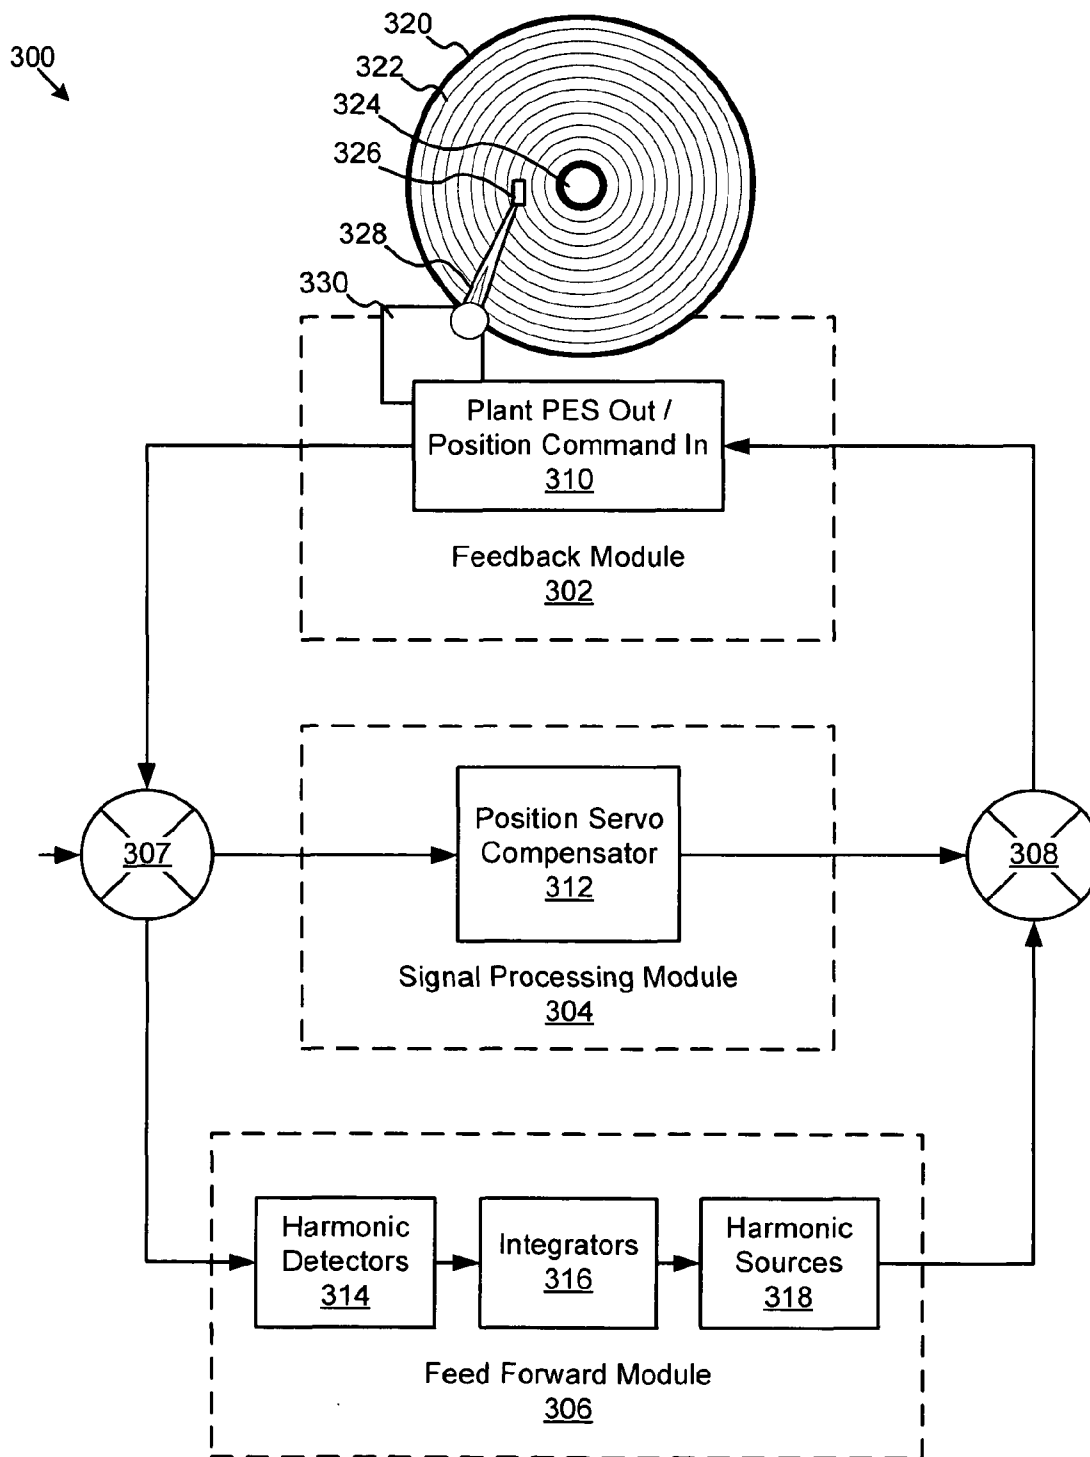 300
320
322
324
326
328
330
Plant PES Out /
Position Command In
310
Feedback Module
302
307
Position Servo
Compensator
312
308
Signal Processing Module
304
Harmonic
Detectors
314
Integrators
316
Harmonic
Sources
318
Feed Forward Module
306